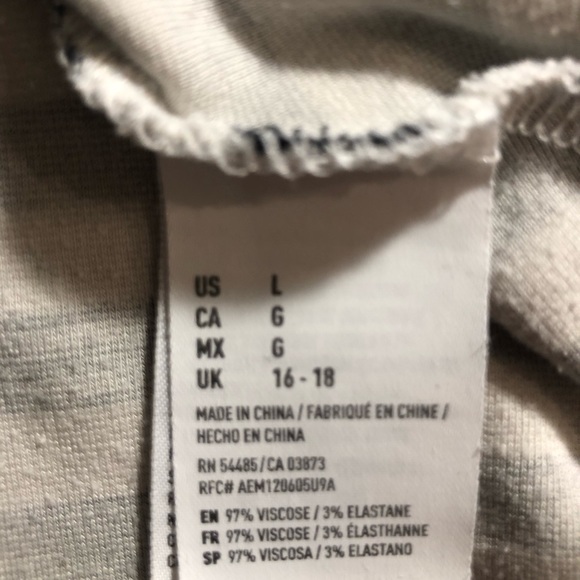 US L
CA G
MX G
UK 16 - 18
MADE IN CHINA / FABRIQUÉ EN CHINE /
HECHO EN CHINA
RN 54485 / CA 03873
RFC# AEM120605U9A
EN 97% VISCOSE / 3% ELASTANE
FR 97% VISCOSE / 3% ÉLASTHANNE
SP 97% VISCOSA / 3% ELASTANO